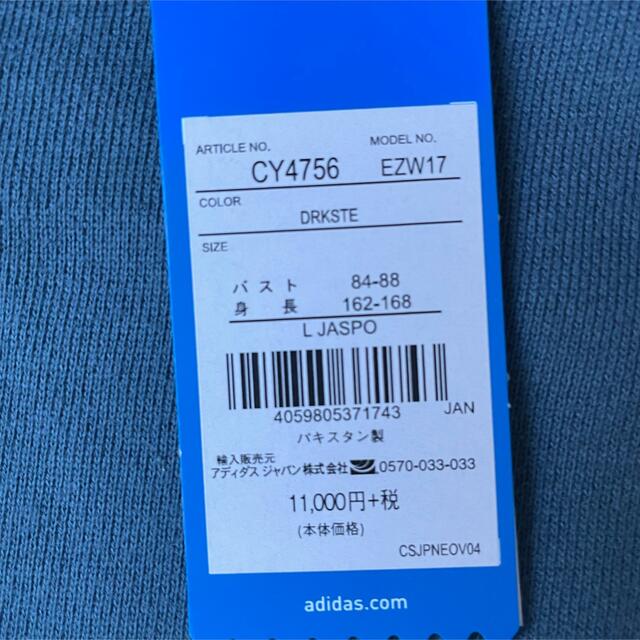 ARTICLE NO. MODEL NO.
CY4756 EZW17
COLOR
DRKSTE
SIZE
バスト 84-88
身長 162-168
L JASPO
4059805371743 JAN
パキスタン製
輸入販売元
アディダス ジャパン株式会社 0570-033-033
11,000円+税
(本体価格)
CSJPNEOV04
adidas.com